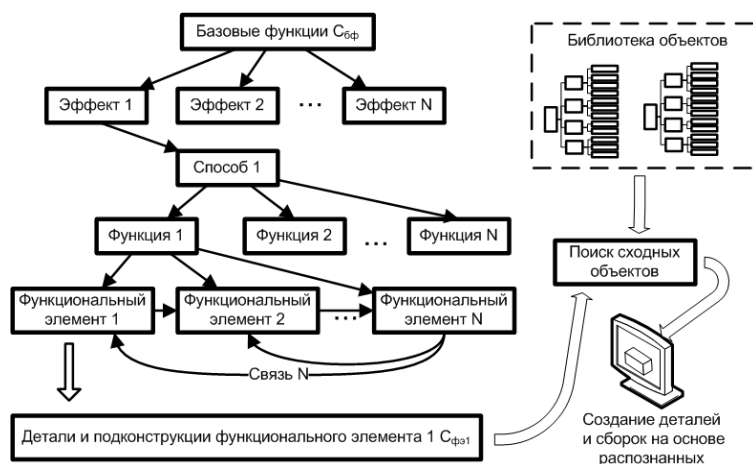 Базовые функции Сбф
Эффект 1
Эффект 2
...
Эффект N
Способ 1
Функция 1
Функция 2
...
Функция N
Функциональный
элемент 1
Функциональный
элемент 2
...
Функциональный
элемент N
Связь N
Детали и подконструкции функционального элемента 1 Сфэ1
Библиотека объектов
Поиск сходных
объектов
Создание деталей
и сборок на основе
распознанных